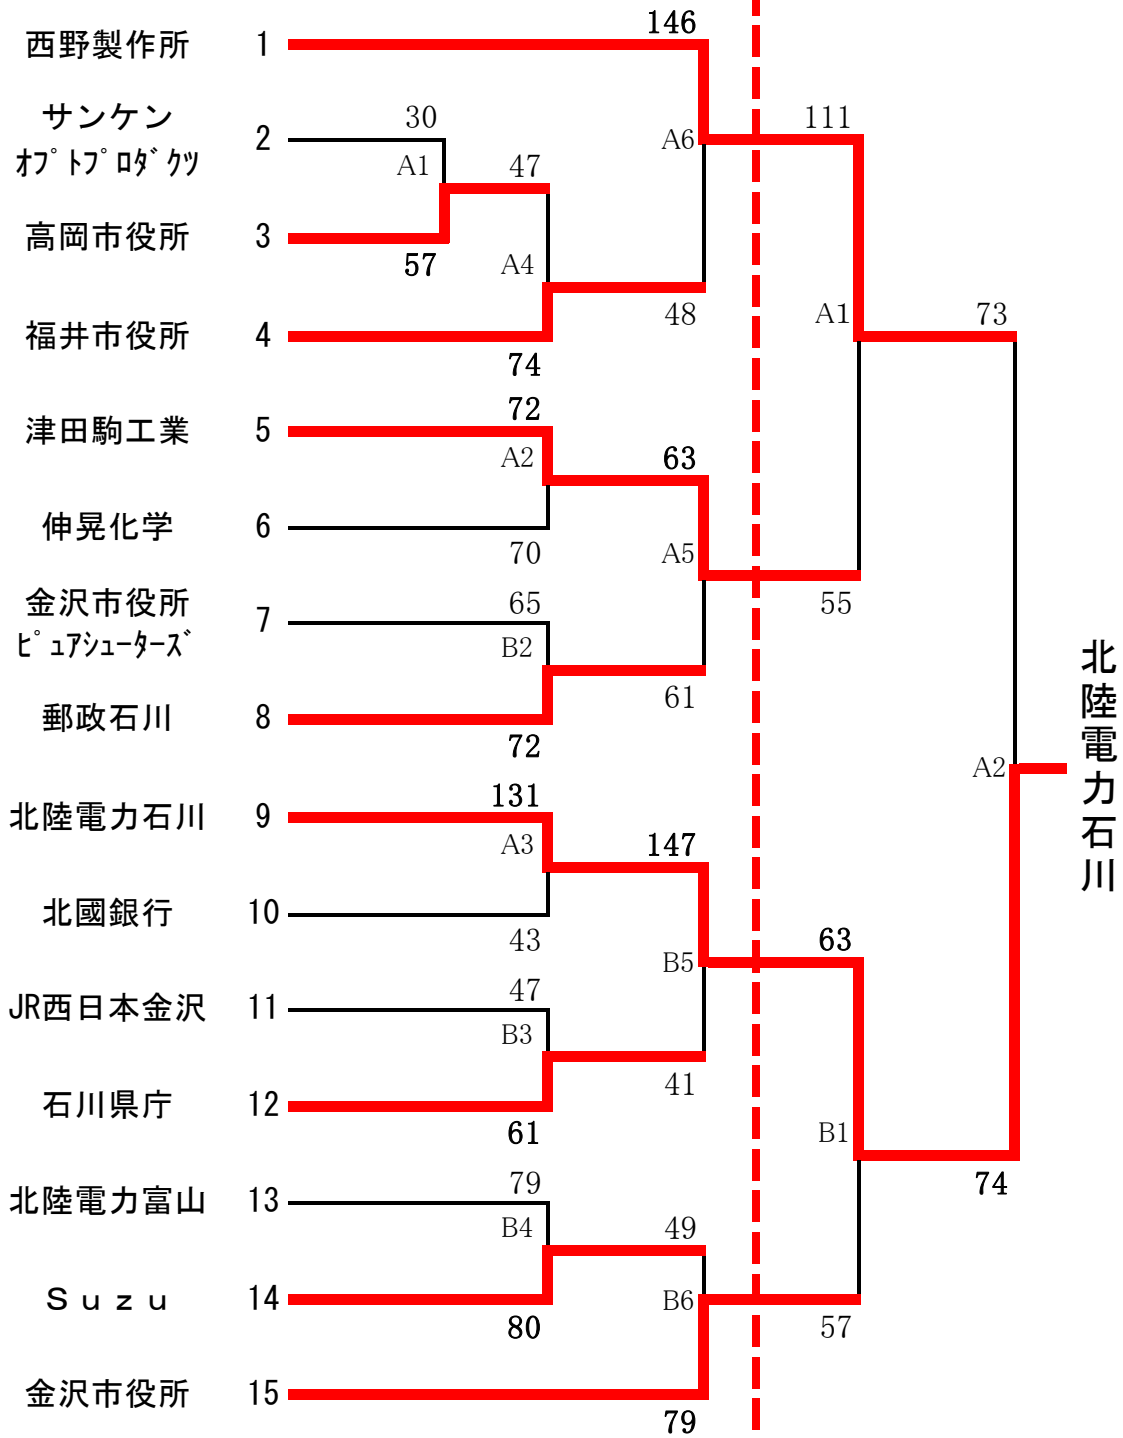 146
西野製作所 1
サンケン
オプトプロダクツ 2
30
A1
47
A6
111
高岡市役所 3
57
A4
48
A1
73
福井市役所 4
74
72
津田駒工業 5
A2
63
伸晃化学 6
70
A5
55
金沢市役所
ピュアシューターズ 7
65
B2
61
郵政石川 8
72
A2
北陸電力石川
131
北陸電力石川 9
A3
147
北國銀行 10
43
B5
63
JR西日本金沢 11
47
B3
41
石川県庁 12
61
B1
74
北陸電力富山 13
79
B4
49
Ｓｕｚｕ 14
80
B6
57
金沢市役所 15
79